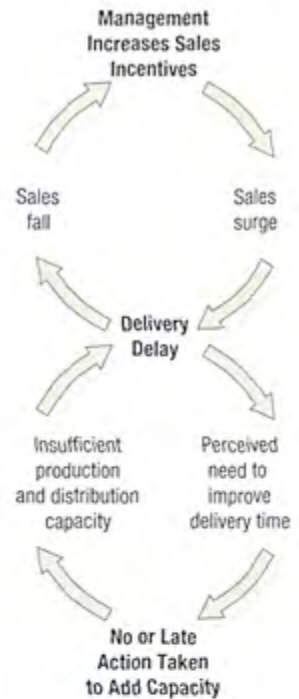 Management
Increases Sales
Incentives
Sales
fall
Sales
surge
Delivery
Delay
Insufficient
production
and distribution
capacity
Perceived
need to
improve
delivery time
No or Late
Action Taken
to Add Capacity